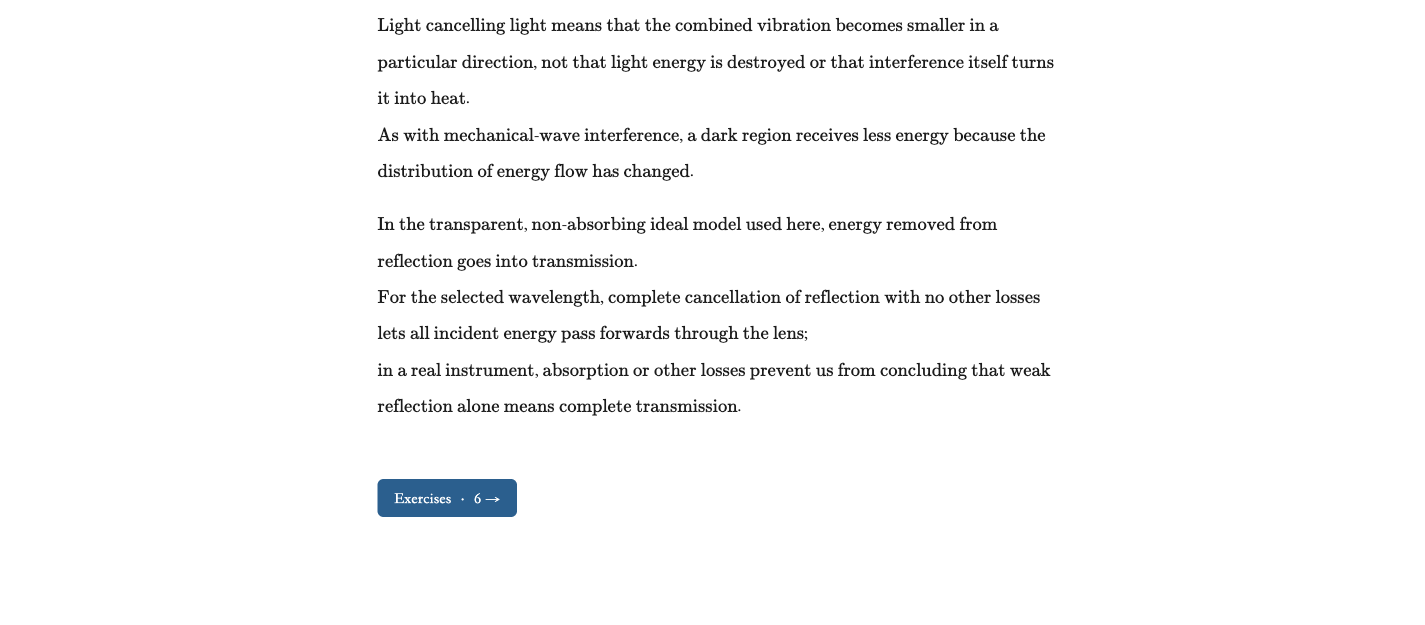 Light cancelling light means that the combined vibration becomes smaller in a
particular direction, not that light energy is destroyed or that interference itself turns
it into heat.
As with mechanical-wave interference, a dark region receives less energy because the
distribution of energy flow has changed.
In the transparent, non-absorbing ideal model used here, energy removed from
reflection goes into transmission.
For the selected wavelength, complete cancellation of reflection with no other losses
lets all incident energy pass forwards through the lens;
in a real instrument, absorption or other losses prevent us from concluding that weak
reflection alone means complete transmission.
Exercises · 6 →